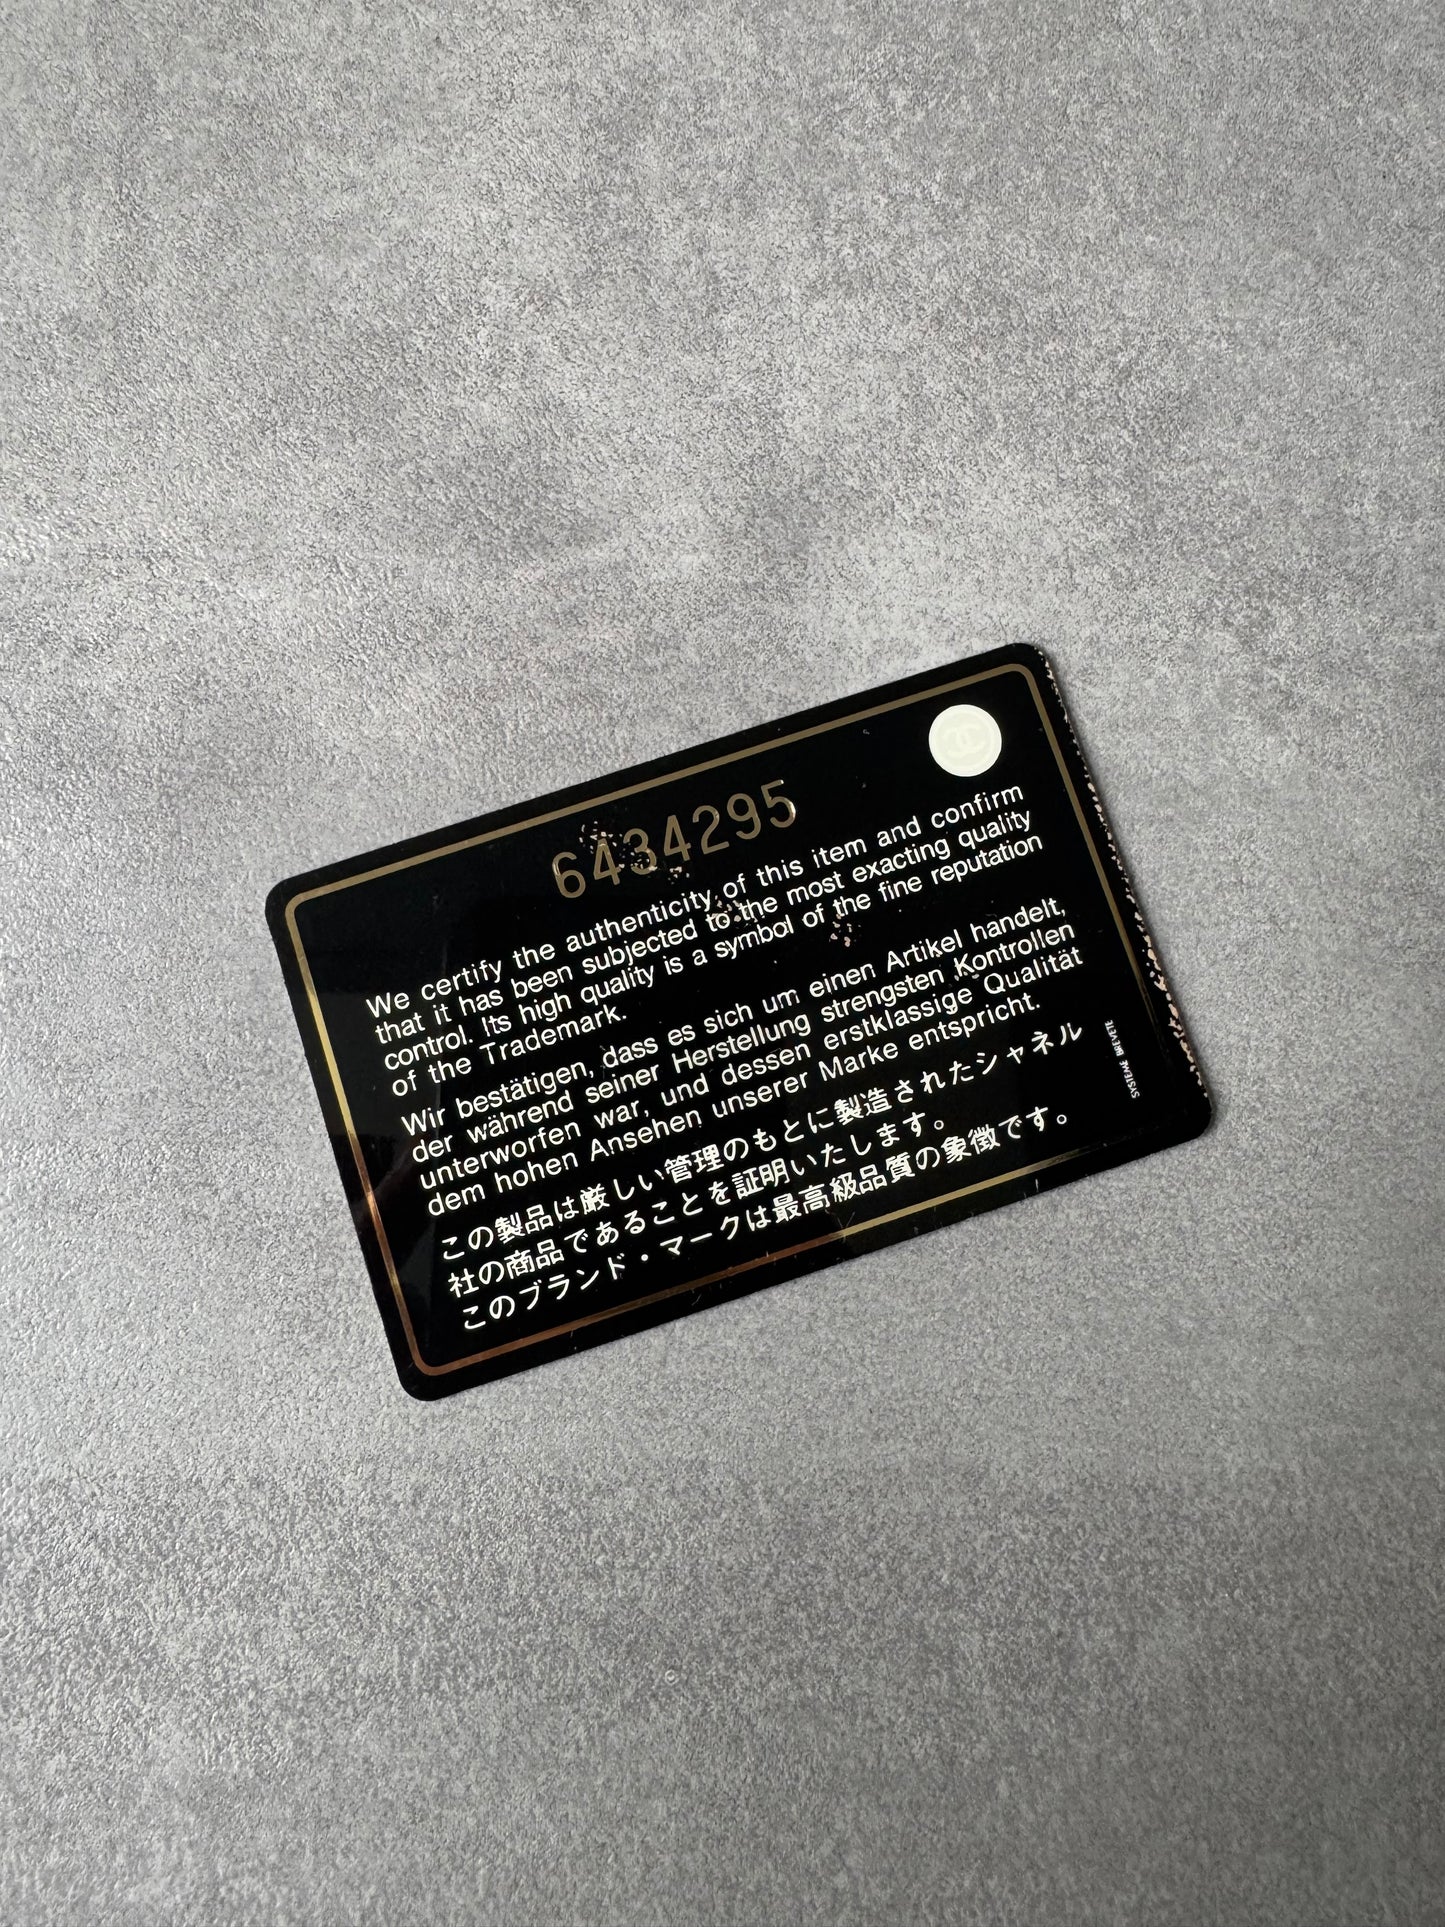 6434295
We certify the authenticity of this item and confirm
that it has been subjected to the most exacting quality
control. Its high quality is a symbol of the fine reputation
of the Trademark.
Wir bestätigen, dass es sich um einen Artikel handelt,
der während seiner Herstellung strengsten Kontrollen
unterworfen war, und dessen erstklassige Qualität
dem hohen Ansehen unserer Marke entspricht.
この製品は厳しい管理のもとに製造されたシャネル
社の商品であることを証明いたします。
このブランド・マークは最高級品質の象徴です。
SYSTEME BREVETE